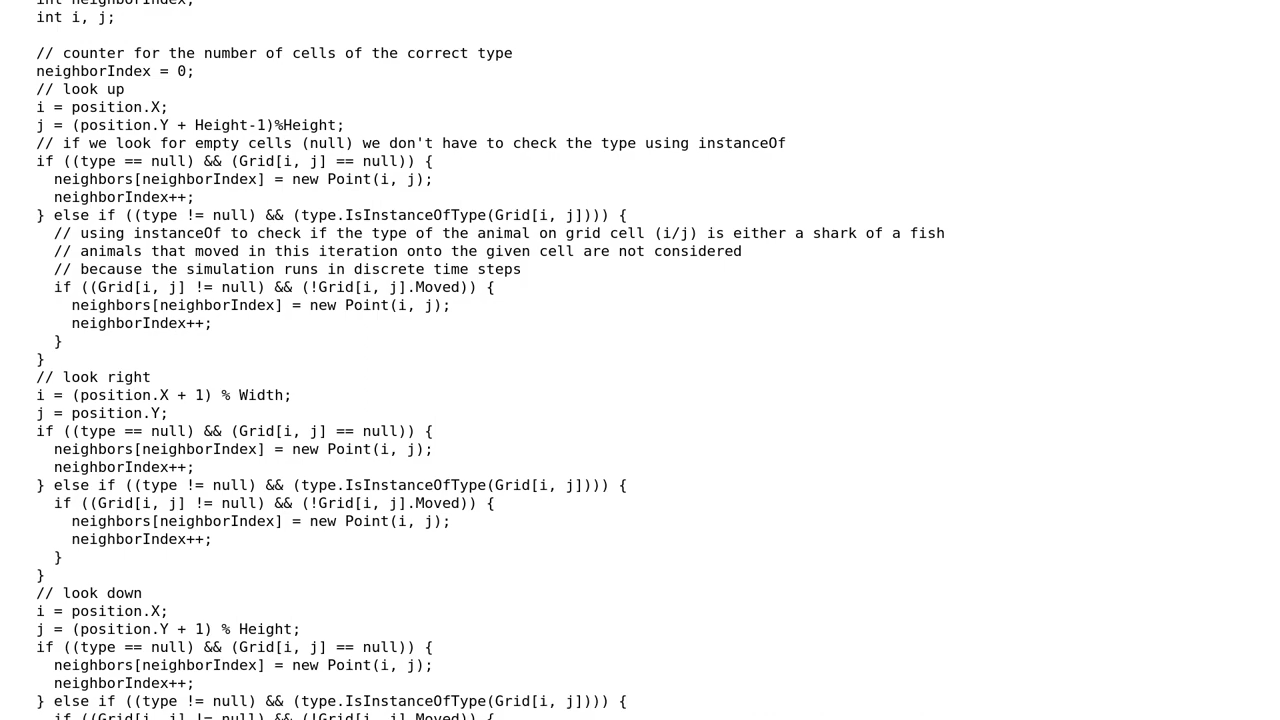 int neighborIndex;
int i, j;

// counter for the number of cells of the correct type
neighborIndex = 0;
// look up
i = position.X;
j = (position.Y + Height-1)%Height;
// if we look for empty cells (null) we don't have to check the type using instanceOf
if ((type == null) && (Grid[i, j] == null)) {
  neighbors[neighborIndex] = new Point(i, j);
  neighborIndex++;
} else if ((type != null) && (type.IsInstanceOfType(Grid[i, j]))) {
  // using instanceOf to check if the type of the animal on grid cell (i/j) is either a shark of a fish
  // animals that moved in this iteration onto the given cell are not considered
  // because the simulation runs in discrete time steps
  if ((Grid[i, j] != null) && (!Grid[i, j].Moved)) {
    neighbors[neighborIndex] = new Point(i, j);
    neighborIndex++;
  }
}
// look right
i = (position.X + 1) % Width;
j = position.Y;
if ((type == null) && (Grid[i, j] == null)) {
  neighbors[neighborIndex] = new Point(i, j);
  neighborIndex++;
} else if ((type != null) && (type.IsInstanceOfType(Grid[i, j]))) {
  if ((Grid[i, j] != null) && (!Grid[i, j].Moved)) {
    neighbors[neighborIndex] = new Point(i, j);
    neighborIndex++;
  }
}
// look down
i = position.X;
j = (position.Y + 1) % Height;
if ((type == null) && (Grid[i, j] == null)) {
  neighbors[neighborIndex] = new Point(i, j);
  neighborIndex++;
} else if ((type != null) && (type.IsInstanceOfType(Grid[i, j]))) {
  if ((Grid[i, j] != null) && (!Grid[i, j].Moved)) {